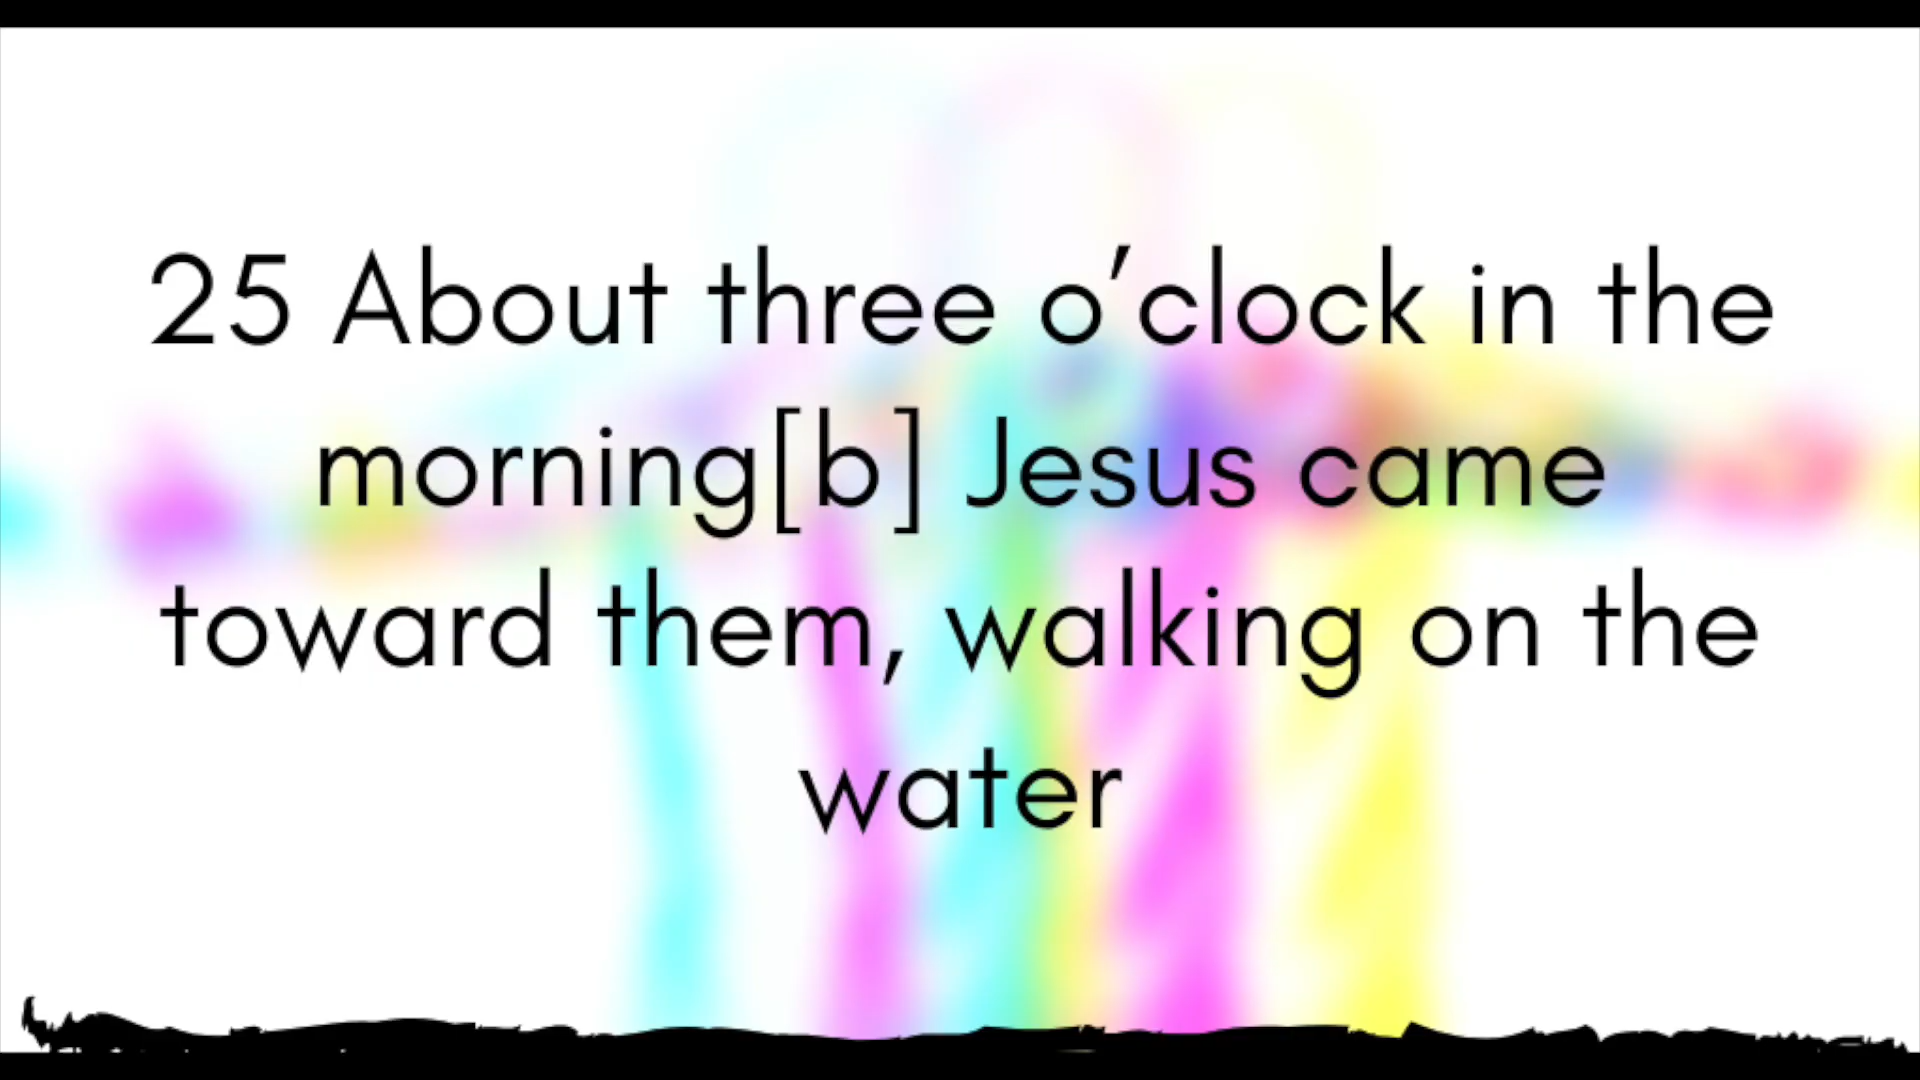 25 About three o’clock in the
morning[b] Jesus came
toward them, walking on the
water